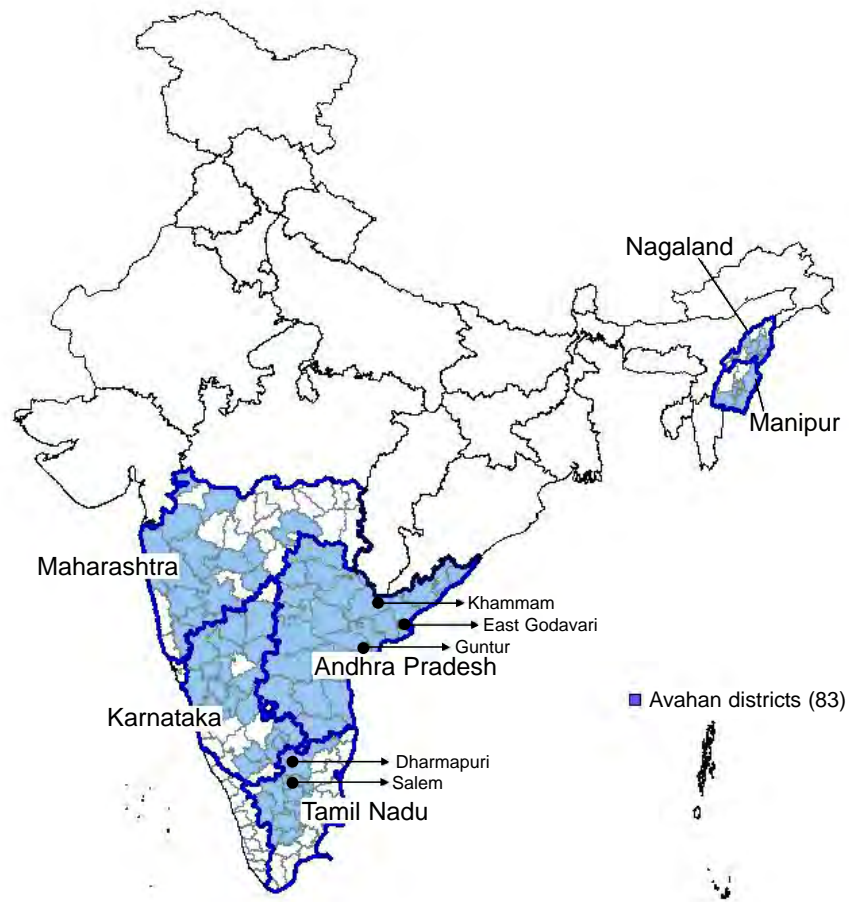 Nagaland
Manipur
Maharashtra
Khammam
East Godavari
Guntur
Andhra Pradesh
Avahan districts (83)
Karnataka
Dharmapuri
Salem
Tamil Nadu